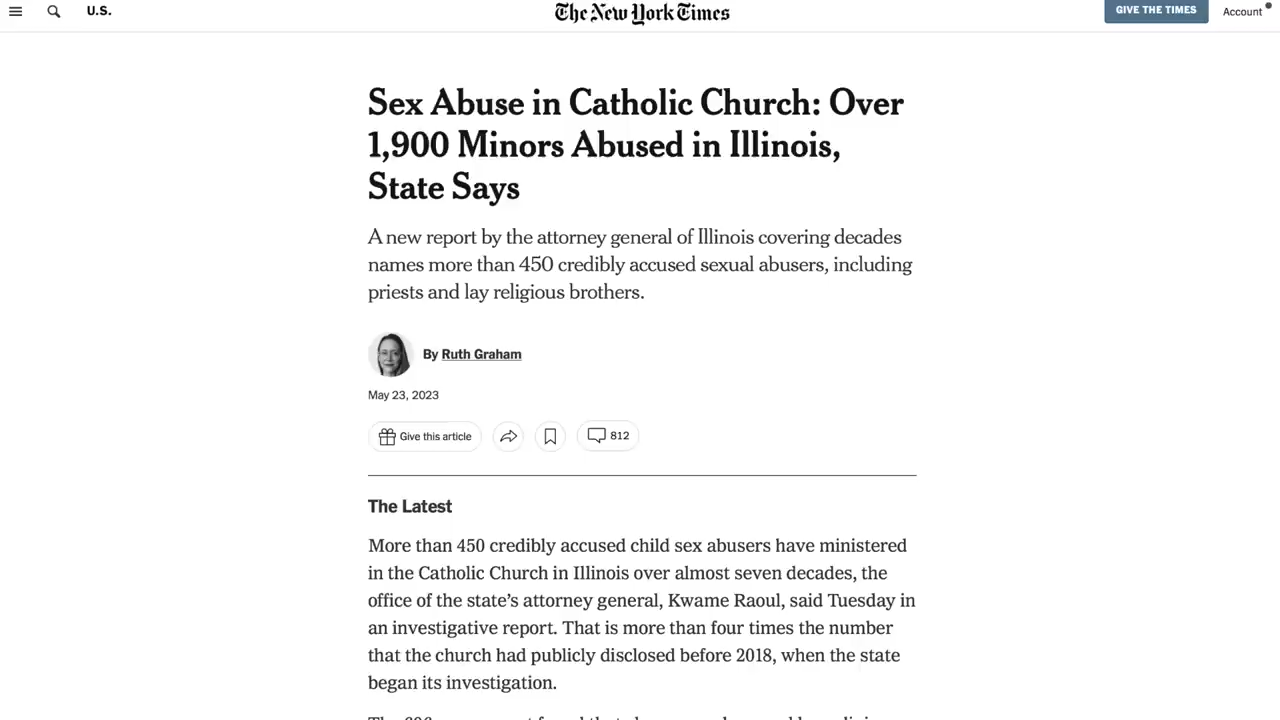 U.S.
The New York Times
GIVE THE TIMES
Account
Sex Abuse in Catholic Church: Over
1,900 Minors Abused in Illinois,
State Says
A new report by the attorney general of Illinois covering decades
names more than 450 credibly accused sexual abusers, including
priests and lay religious brothers.
By Ruth Graham
May 23, 2023
Give this article
812
The Latest
More than 450 credibly accused child sex abusers have ministered
in the Catholic Church in Illinois over almost seven decades, the
office of the state’s attorney general, Kwame Raoul, said Tuesday in
an investigative report. That is more than four times the number
that the church had publicly disclosed before 2018, when the state
began its investigation.